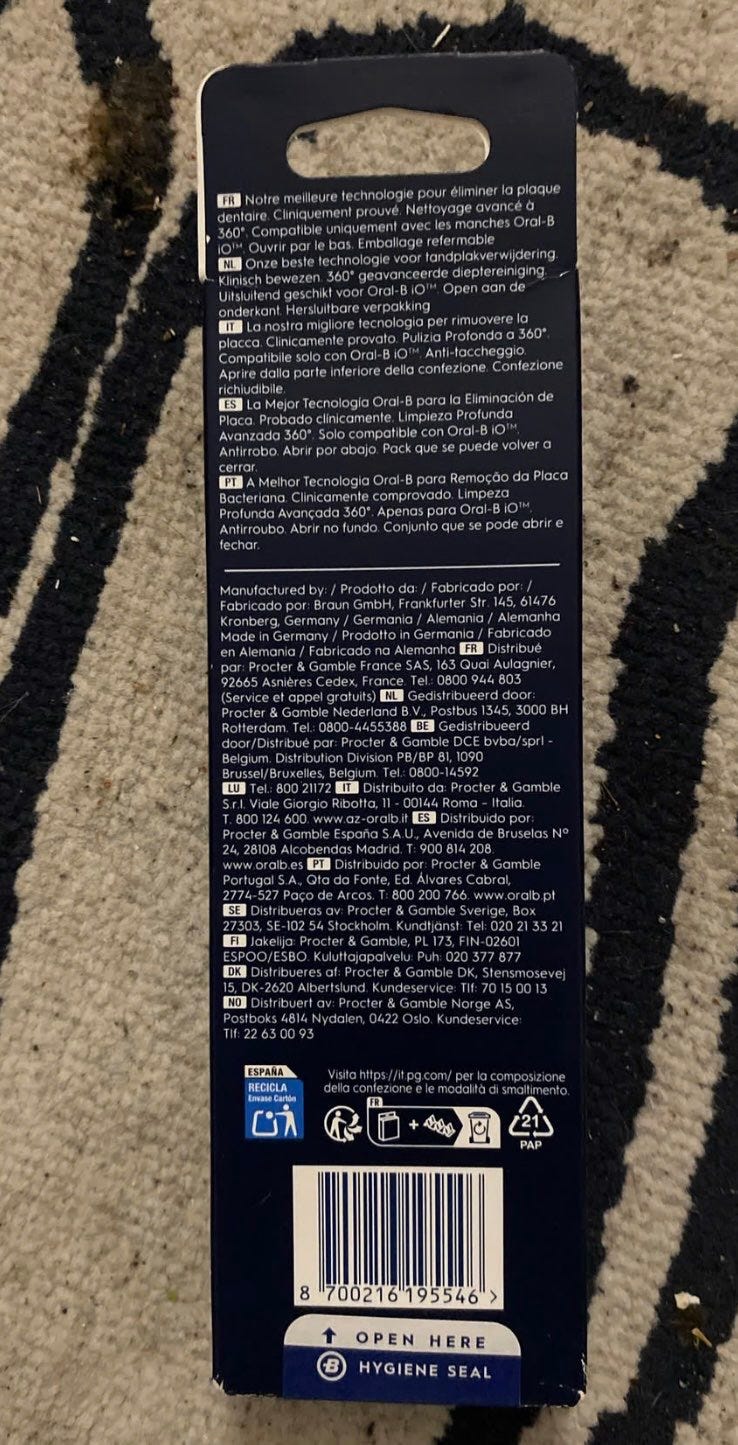 FR Notre meilleure technologie pour éliminer la plaque
dentaire. Cliniquement prouvé. Nettoyage avancé à
360°. Compatible uniquement avec les manches Oral-B
iO™. Ouvrir par le bas. Emballage refermable
NL Onze beste technologie voor tandplakverwijdering.
Klinisch bewezen. 360° geavanceerde dieptereiniging.
Uitsluitend geschikt voor Oral-B iO™. Open aan de
onderkant. Hersluitbare verpakking
IT La nostra migliore tecnologia per rimuovere la
placca. Clinicamente provato. Pulizia Profonda a 360°.
Compatibile solo con Oral-B iO™. Anti-taccheggio.
Aprire dalla parte inferiore della confezione. Confezione
richiudibile.
ES La Mejor Tecnología Oral-B para la Eliminación de
Placa. Probado clínicamente. Limpieza Profunda
Avanzada 360°. Solo compatible con Oral-B iO™.
Antirrobo. Abrir por abajo. Pack que se puede volver a
cerrar.
PT A Melhor Tecnologia Oral-B para Remoção da Placa
Bacteriana. Clinicamente comprovado. Limpeza
Profunda Avançada 360°. Apenas para Oral-B iO™.
Antirroubo. Abrir no fundo. Conjunto que se pode abrir e
fechar.
Manufactured by: / Prodotto da: / Fabricado por: /
Fabricado por: Braun GmbH, Frankfurter Str. 145, 61476
Kronberg, Germany / Germania / Alemania / Alemanha
Made in Germany / Prodotto in Germania / Fabricado
en Alemania / Fabricado na Alemanha FR Distribué
par: Procter & Gamble France SAS, 163 Quai Aulagnier,
92665 Asnières Cedex, France. Tel.: 0800 944 803
(Service et appel gratuits) NL Gedistribueerd door:
Procter & Gamble Nederland B.V., Postbus 1345, 3000 BH
Rotterdam. Tel.: 0800-4455388 BE Gedistribueerd
door/Distribué par: Procter & Gamble DCE bvba/sprl -
Belgium. Distribution Division PB/BP 81, 1090
Brussel/Bruxelles, Belgium. Tel.: 0800-14592
LU Tel.: 800 21172 IT Distribuito da: Procter & Gamble
S.r.l. Viale Giorgio Ribotta, 11 - 00144 Roma - Italia.
T. 800 124 600. www.az-oralb.it ES Distribuido por:
Procter & Gamble España S.A.U., Avenida de Bruselas Nº
24, 28108 Alcobendas Madrid. T: 900 814 208.
www.oralb.es PT Distribuido por: Procter & Gamble
Portugal S.A., Qta da Fonte, Ed. Álvares Cabral,
2774-527 Paço de Arcos. T: 800 200 766. www.oralb.pt
SE Distribueras av: Procter & Gamble Sverige, Box
27303, SE-102 54 Stockholm. Kundtjänst: Tel: 020 21 33 21
FI Jakelija: Procter & Gamble, PL 173, FIN-02601
ESPOO/ESBO. Kuluttajapalvelu: Puh: 020 377 877
DK Distribueres af: Procter & Gamble DK, Stensmosevej
15, DK-2620 Albertslund. Kundeservice: Tlf: 70 15 00 13
NO Distribuert av: Procter & Gamble Norge AS,
Postboks 4814 Nydalen, 0422 Oslo. Kundeservice:
Tlf: 22 63 00 93
ESPAÑA
RECICLA
Envase Cartón
Visita https://it.pg.com/ per la composizione
della confezione e le modalità di smaltimento.
FR
+
21
PAP
8 700216 195546 >
OPEN HERE
B HYGIENE SEAL